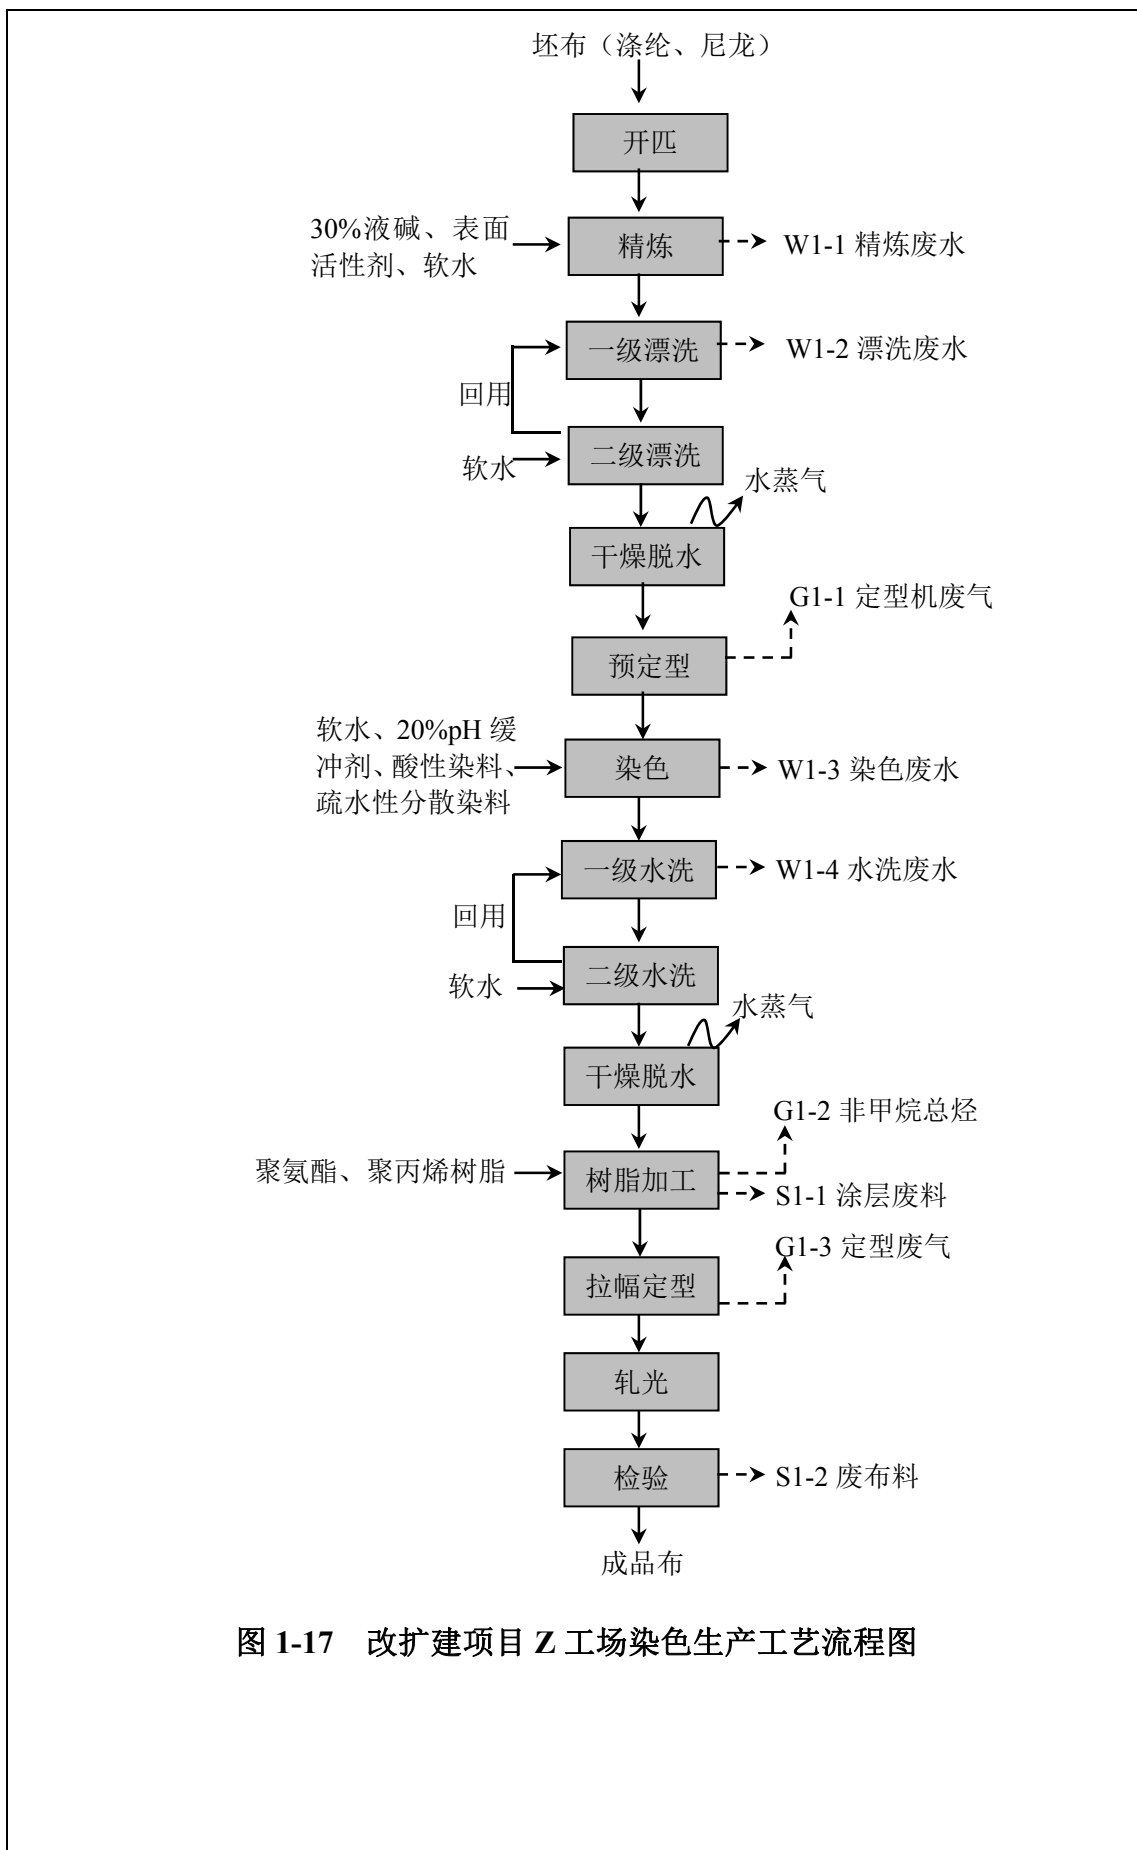 坯布（涤纶、尼龙）
开匹
30%液碱、表面
活性剂、软水
精炼
W1-1 精炼废水
一级漂洗
W1-2 漂洗废水
回用
二级漂洗
软水
水蒸气
干燥脱水
G1-1 定型机废气
预定型
软水、20%pH 缓
冲剂、酸性染料、
疏水性分散染料
染色
W1-3 染色废水
一级水洗
W1-4 水洗废水
回用
二级水洗
软水
水蒸气
干燥脱水
G1-2 非甲烷总烃
聚氨酯、聚丙烯树脂
树脂加工
S1-1 涂层废料
G1-3 定型废气
拉幅定型
轧光
检验
S1-2 废布料
成品布
图 1-17 改扩建项目 Z 工场染色生产工艺流程图